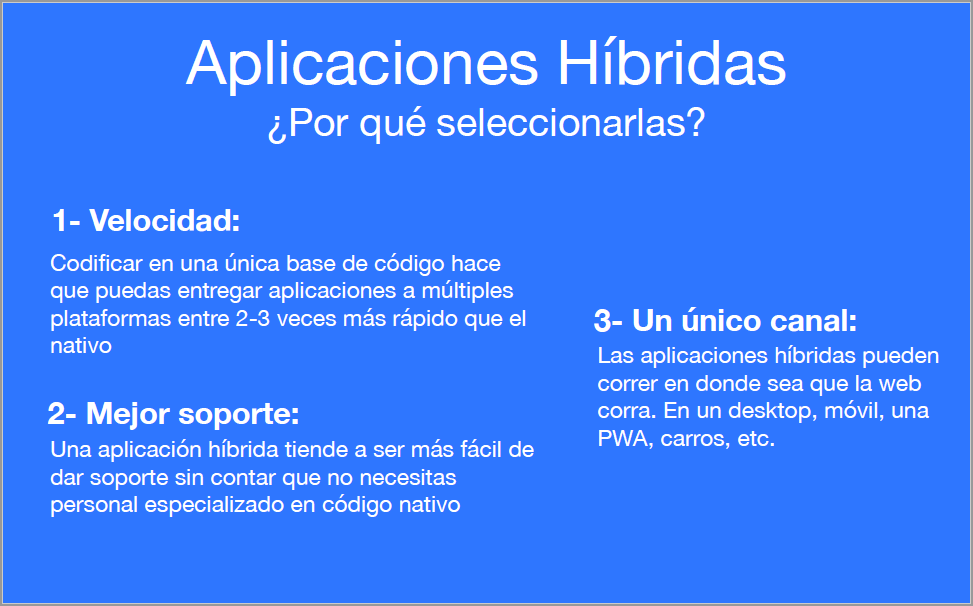 Aplicaciones Híbridas
¿Por qué seleccionarlas?
1- Velocidad:
Codificar en una única base de código hace
que puedas entregar aplicaciones a múltiples
plataformas entre 2-3 veces más rápido que el
nativo
2- Mejor soporte:
Una aplicación híbrida tiende a ser más fácil de
dar soporte sin contar que no necesitas
personal especializado en código nativo
3- Un único canal:
Las aplicaciones híbridas pueden
correr en donde sea que la web
corra. En un desktop, móvil, una
PWA, carros, etc.